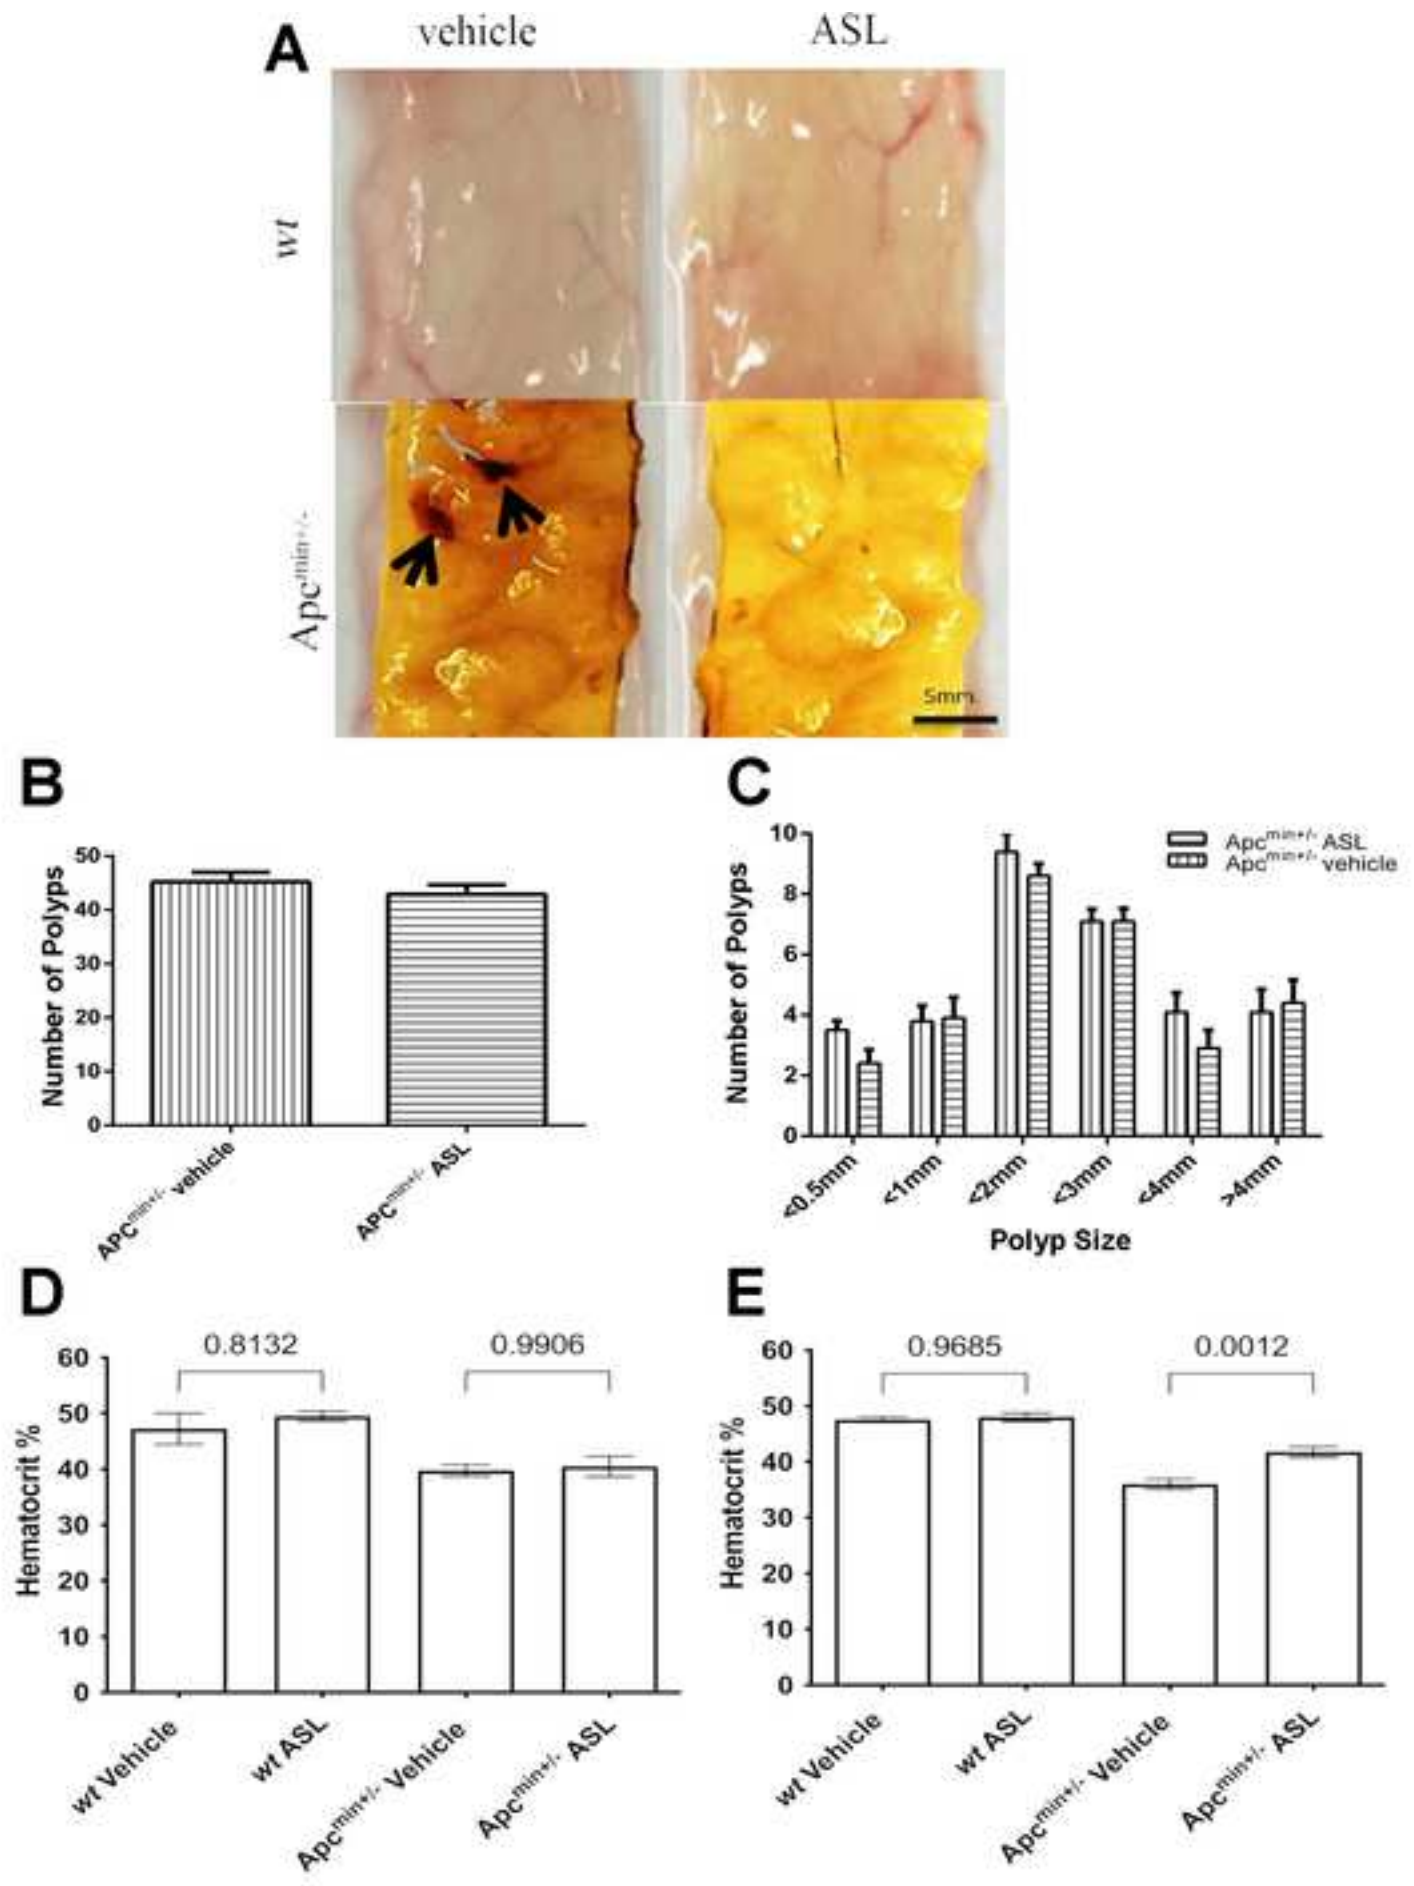 A
vehicle
ASL
wt
Apcmin+/-
5mm
B
Number of Polyps
50
40
30
20
10
0
APCmin+/- vehicle
APCmin+/- ASL
C
Number of Polyps
10
8
6
4
2
0
Apcmin+/- ASL
Apcmin+/- vehicle
<0.5mm
<1mm
<2mm
<3mm
<4mm
>4mm
Polyp Size
D
Hematocrit %
60
50
40
30
20
10
0
0.8132
0.9906
wt Vehicle
wt ASL
Apcmin+/- Vehicle
Apcmin+/- ASL
E
Hematocrit %
60
50
40
30
20
10
0
0.9685
0.0012
wt Vehicle
wt ASL
Apcmin+/- Vehicle
Apcmin+/- ASL